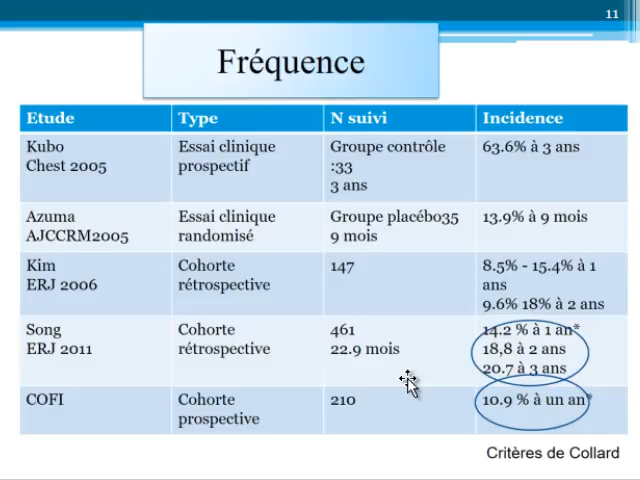 11
Fréquence
Etude Type N suivi Incidence
Kubo Essai clinique Groupe contrôle 63.6% à 3 ans
Chest 2005 prospectif :33
3 ans
Azuma Essai clinique Groupe placébo35 13.9% à 9 mois
AJCCRM2005 randomisé 9 mois
Kim Cohorte 147 8.5% - 15.4% à 1
ERJ 2006 rétrospective ans
9.6% 18% à 2 ans
Song Cohorte 461 14.2 % à 1 an*
ERJ 2011 rétrospective 22.9 mois 18,8 à 2 ans
20.7 à 3 ans
COFI Cohorte 210 10.9 % à un an*
prospective
Critères de Collard